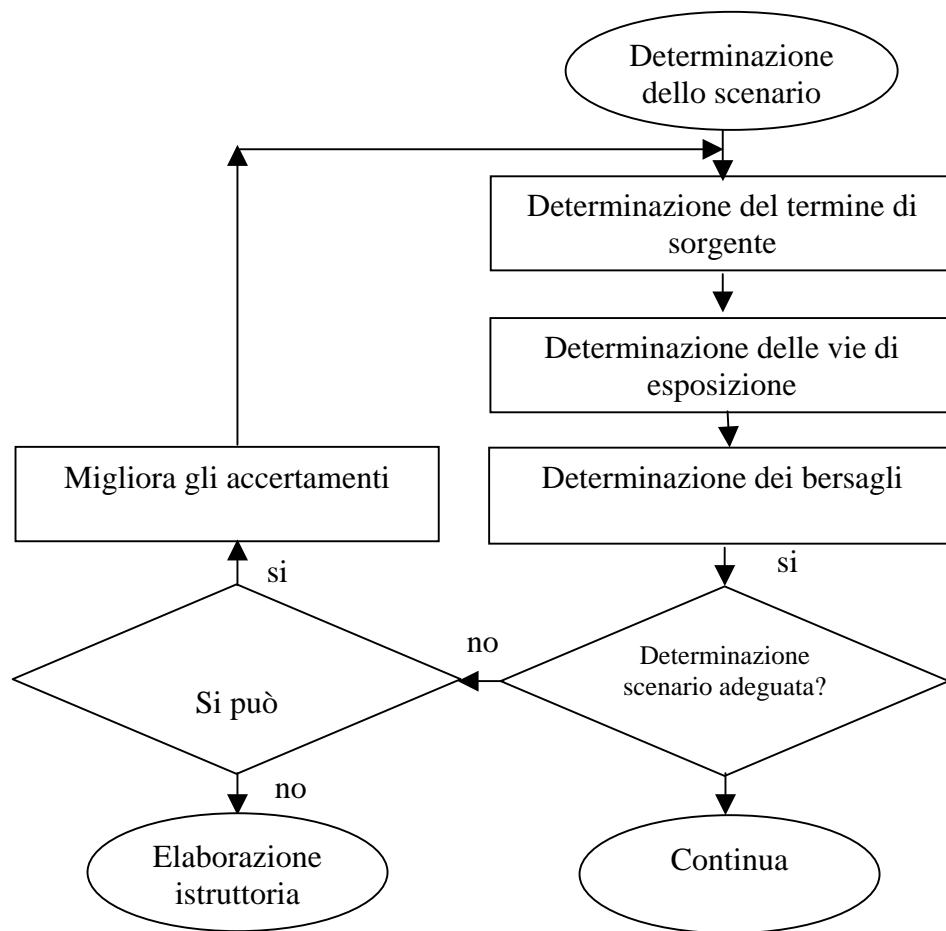 Determinazione
dello scenario
Determinazione del termine di
sorgente
Determinazione delle vie di
esposizione
Migliora gli accertamenti
Determinazione dei bersagli
si
si
no
Determinazione
scenario adeguata?
Si può
no
Elaborazione
istruttoria
Continua